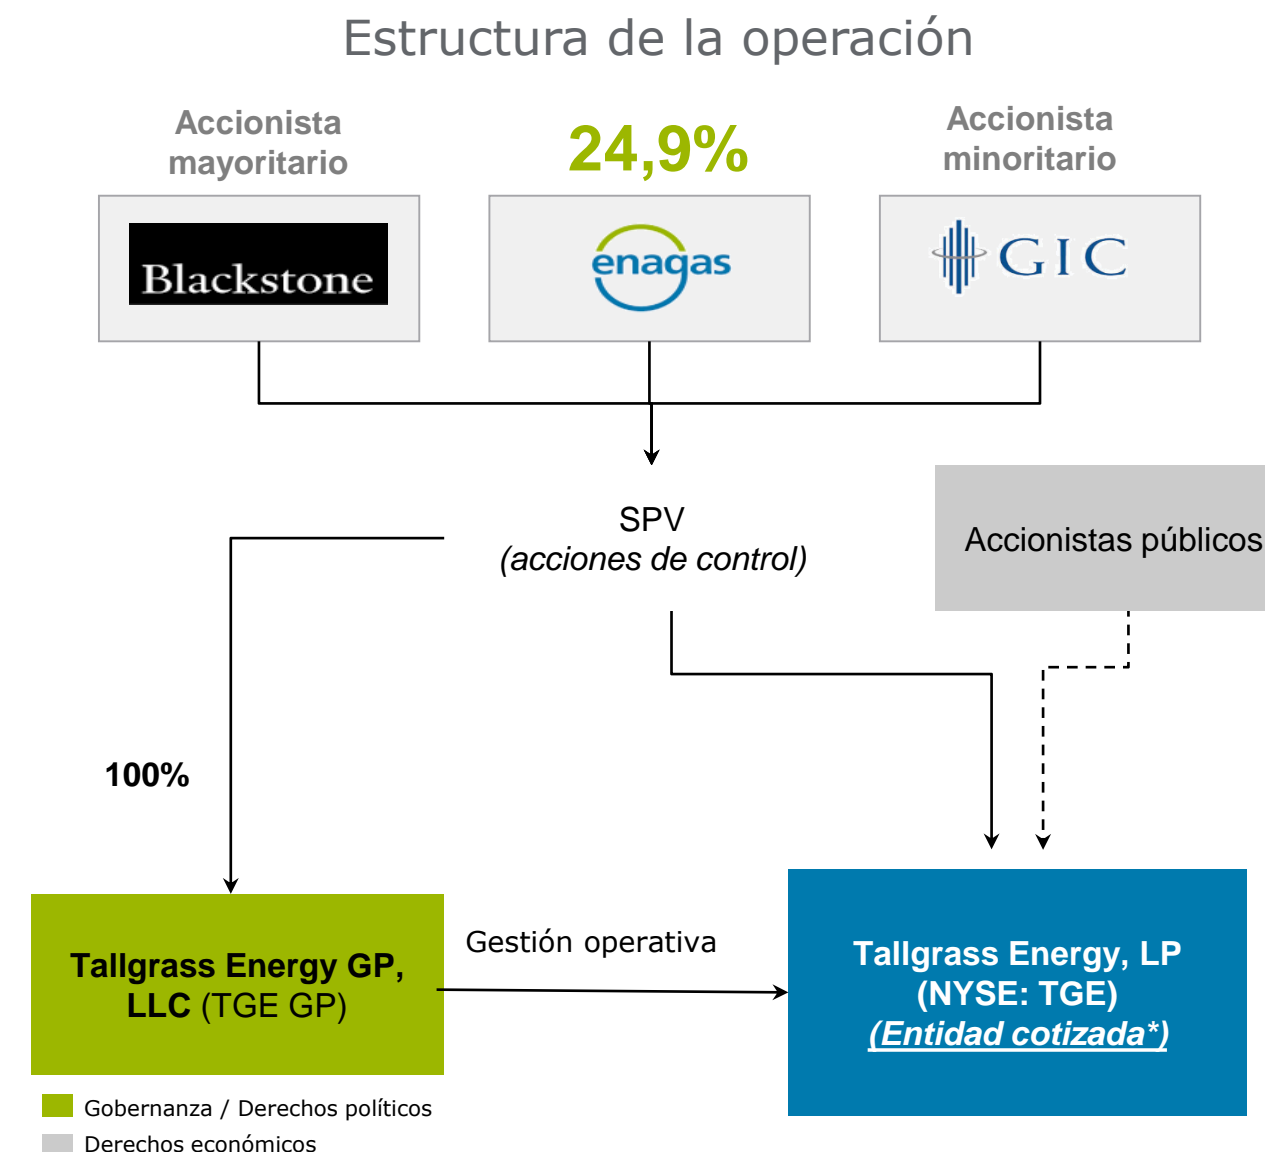 Estructura de la operación
Accionista
mayoritario
24,9%
Accionista
minoritario
Blackstone
enagas
GIC
SPV
(acciones de control)
Accionistas públicos
100%
Tallgrass Energy GP,
LLC (TGE GP)
Gestión operativa
Tallgrass Energy, LP
(NYSE: TGE)
(Entidad cotizada*)
Gobernanza / Derechos políticos
Derechos económicos